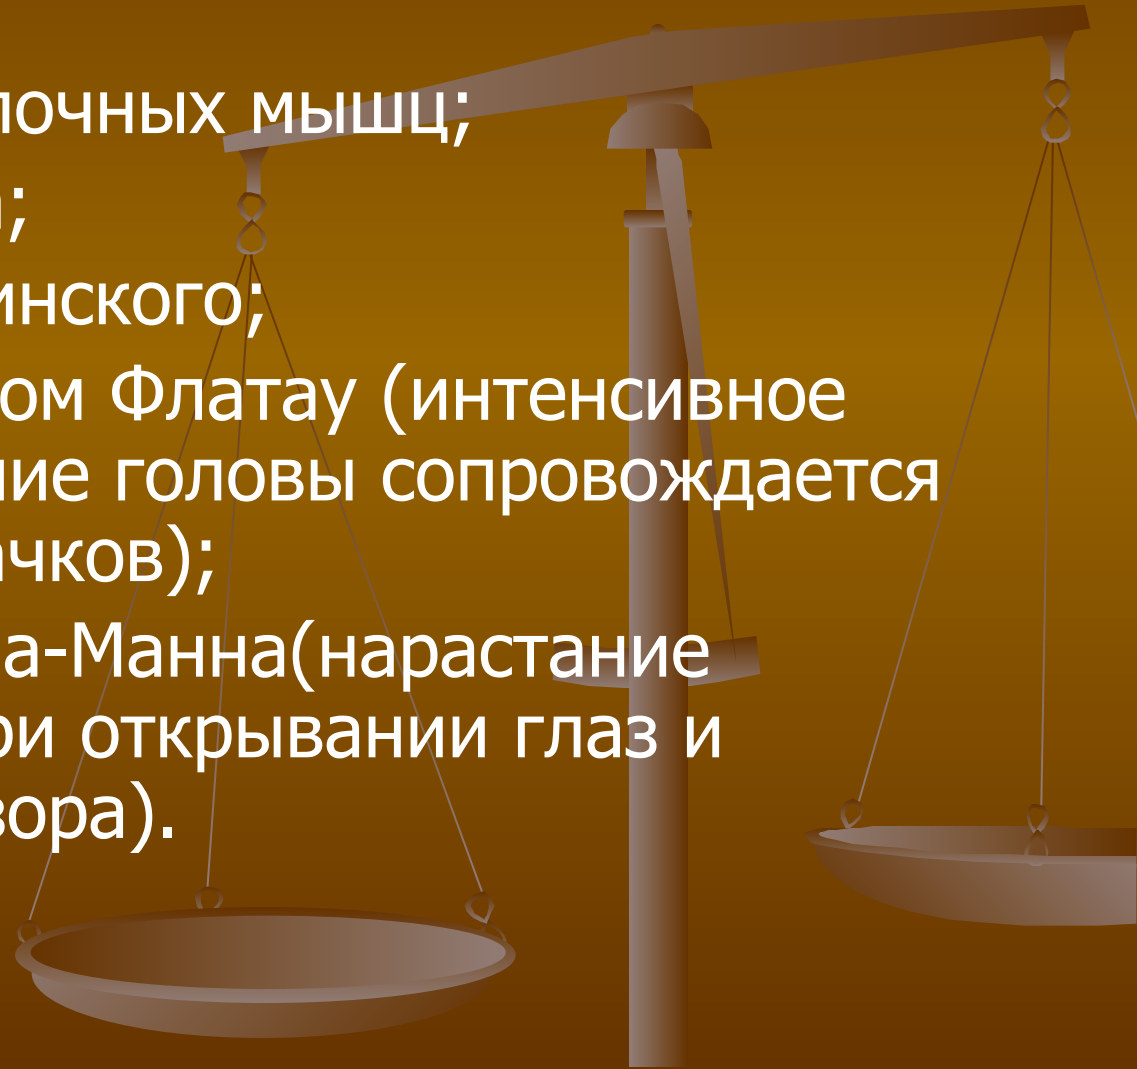 лочных мышц;
;
инского;
ом Флатау (интенсивное
ние головы сопровождается
ачков);
а-Манна(нарастание
ри открывании глаз и
зора).